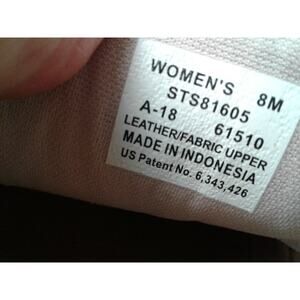 WOMEN'S 8M
STS81605
A-18 61510
LEATHER/FABRIC UPPER
MADE IN INDONESIA
US Patent No. 6,343,426